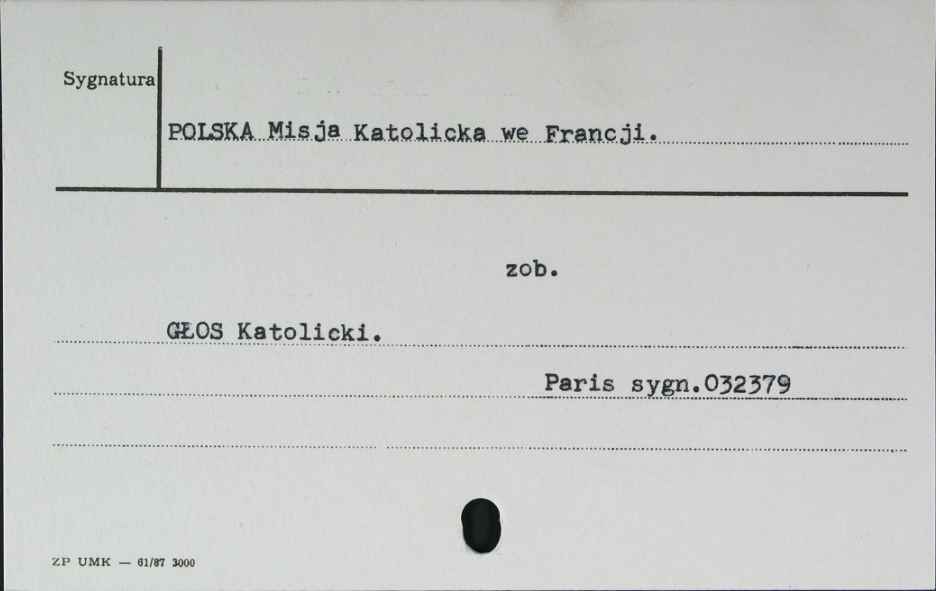 Sygnatura
POLSKA Misja Katolicka we Francji.
zob.
GŁOS Katolicki.
Paris sygn.032379
ZP UMK — 61/87 3000